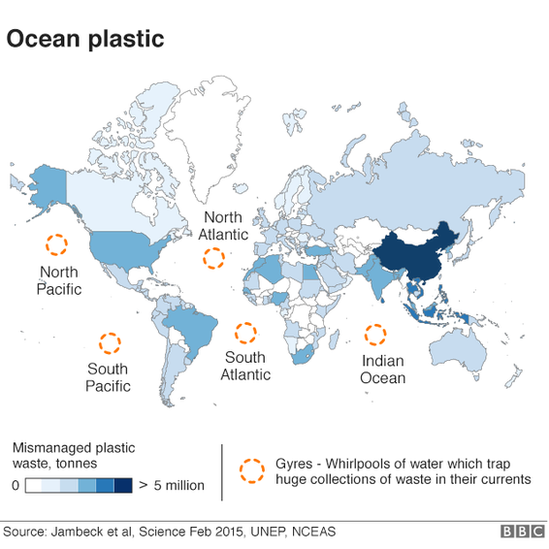 Ocean plastic
North
Atlantic
North
Pacific
South
Pacific
South
Atlantic
Indian
Ocean
Mismanaged plastic
waste, tonnes
0 > 5 million
Gyres - Whirlpools of water which trap
huge collections of waste in their currents
Source: Jambeck et al, Science Feb 2015, UNEP, NCEAS
BBC